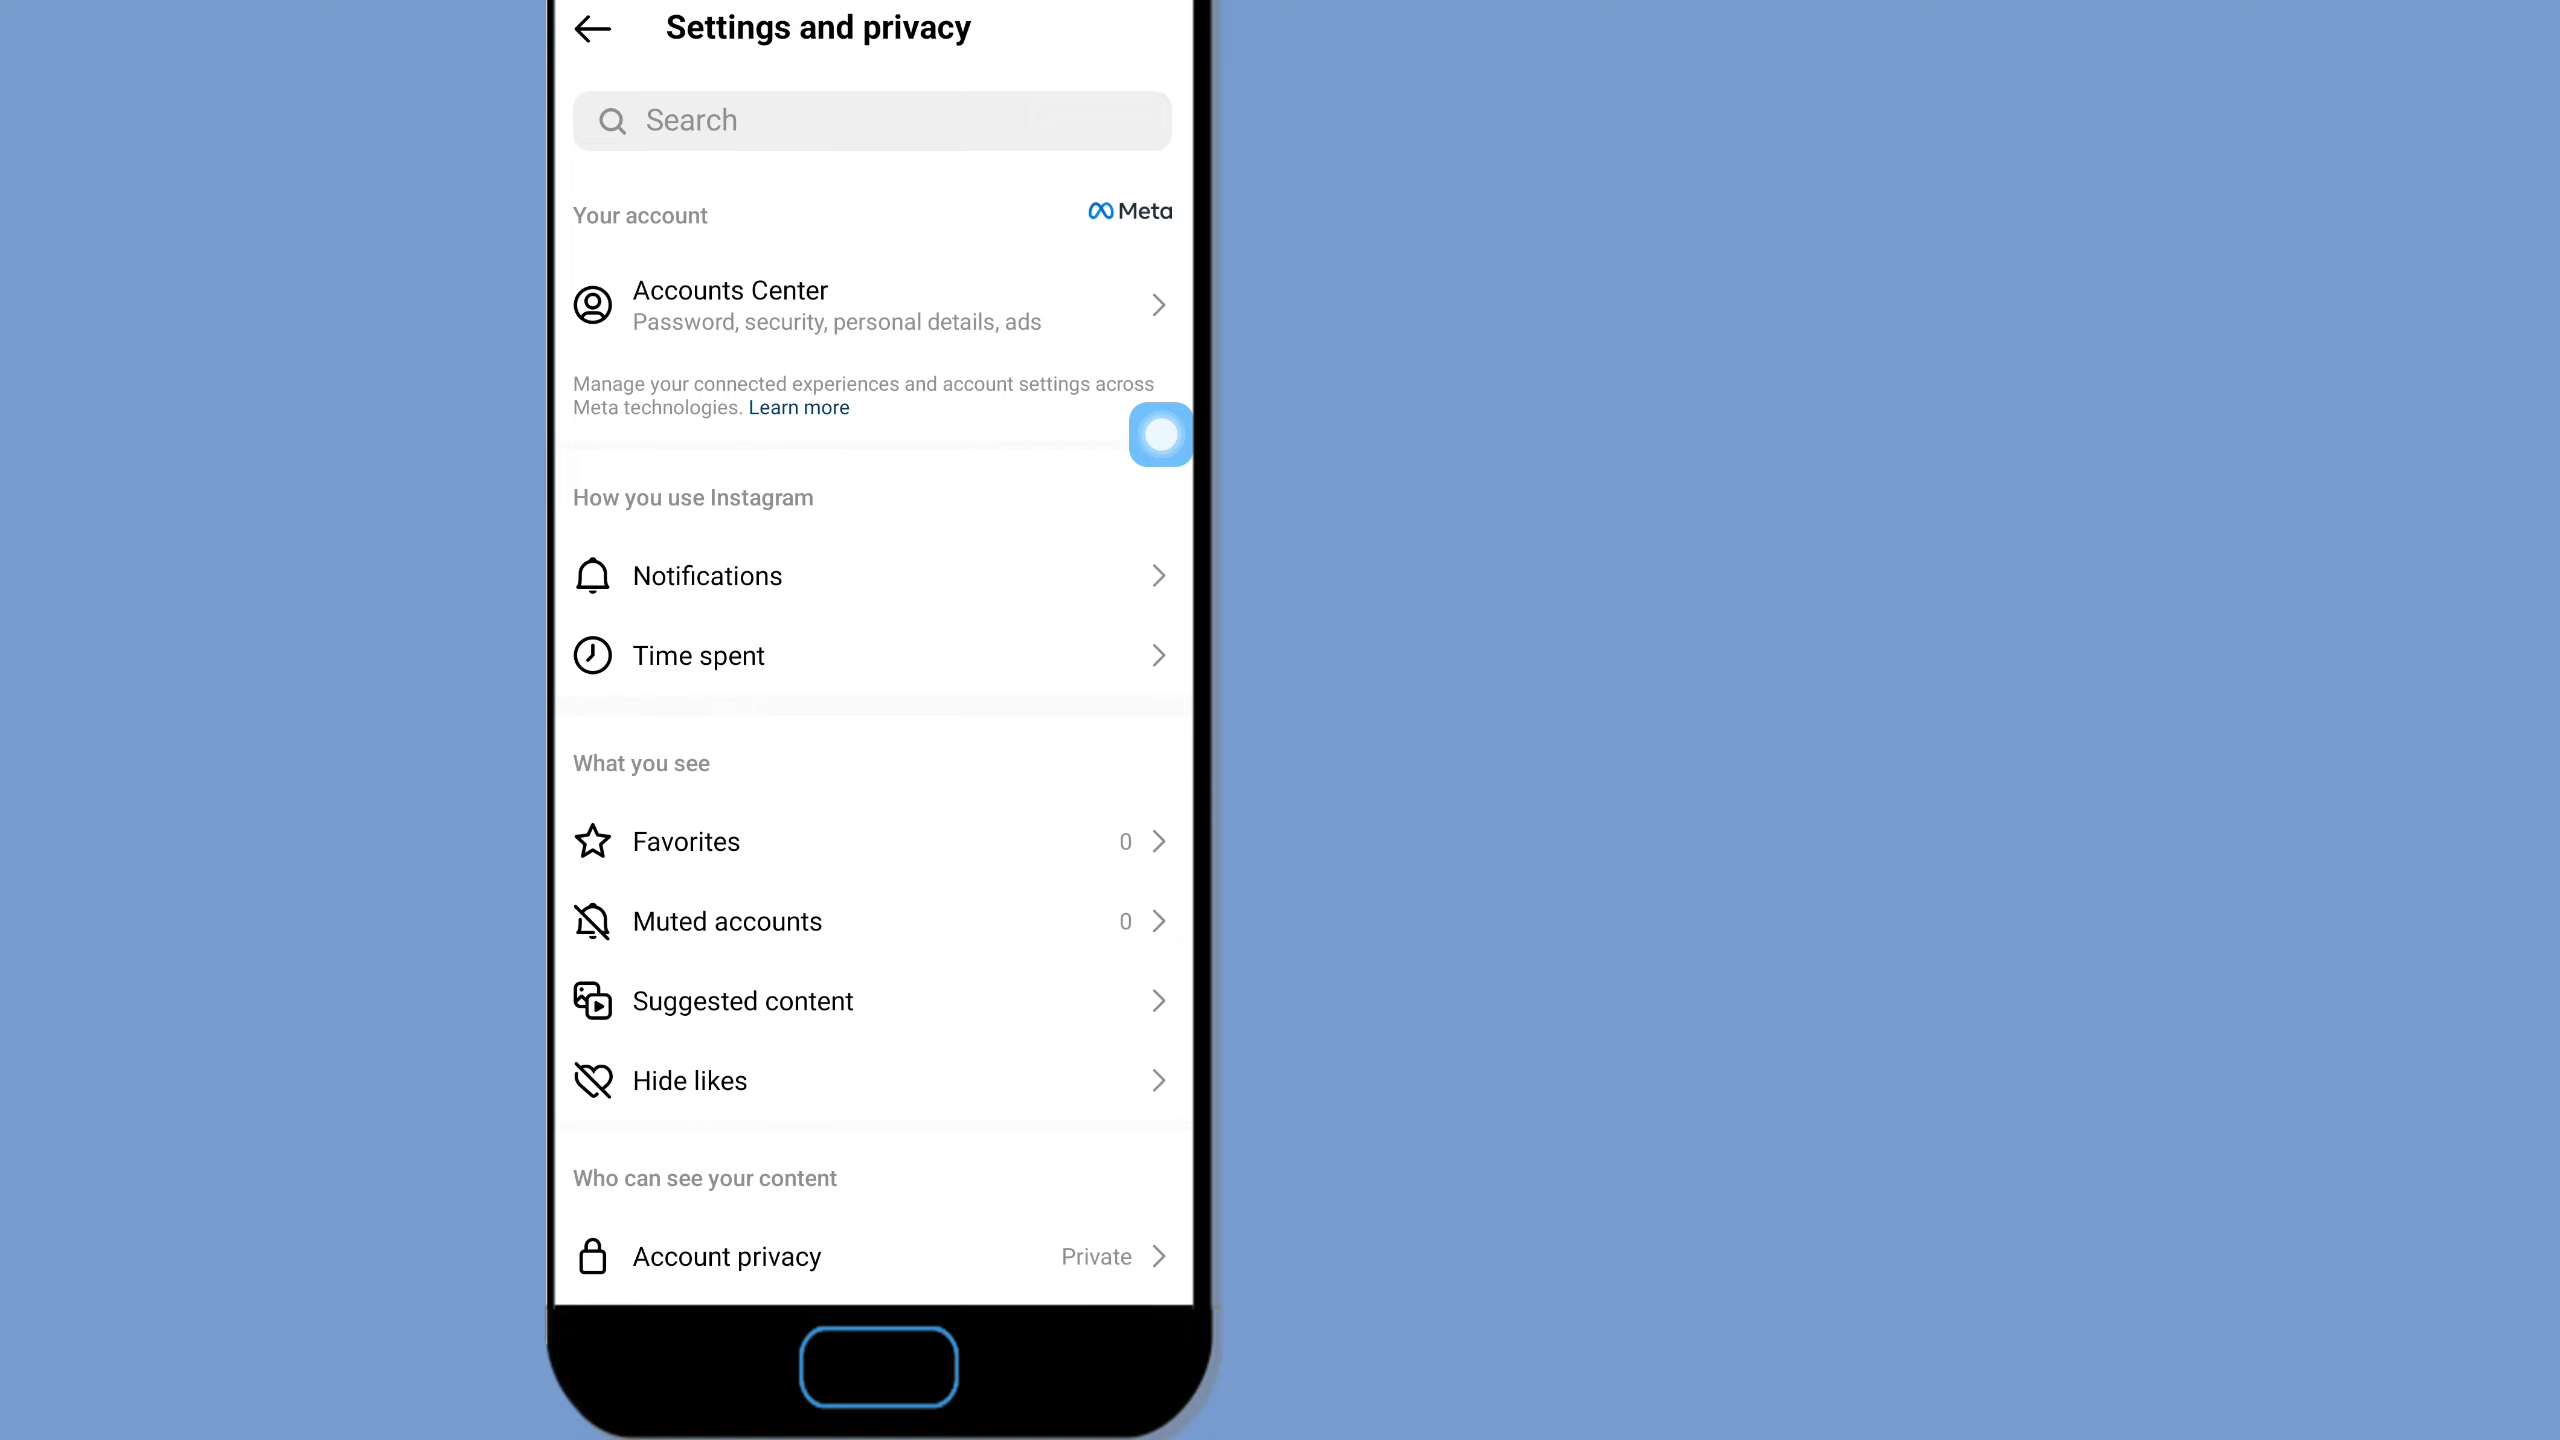 Settings and privacy
Search
Your account
Meta
Accounts Center
Password, security, personal details, ads
Manage your connected experiences and account settings across
Meta technologies. Learn more
How you use Instagram
Notifications
Time spent
What you see
Favorites 0
Muted accounts 0
Suggested content
Hide likes
Who can see your content
Account privacy Private